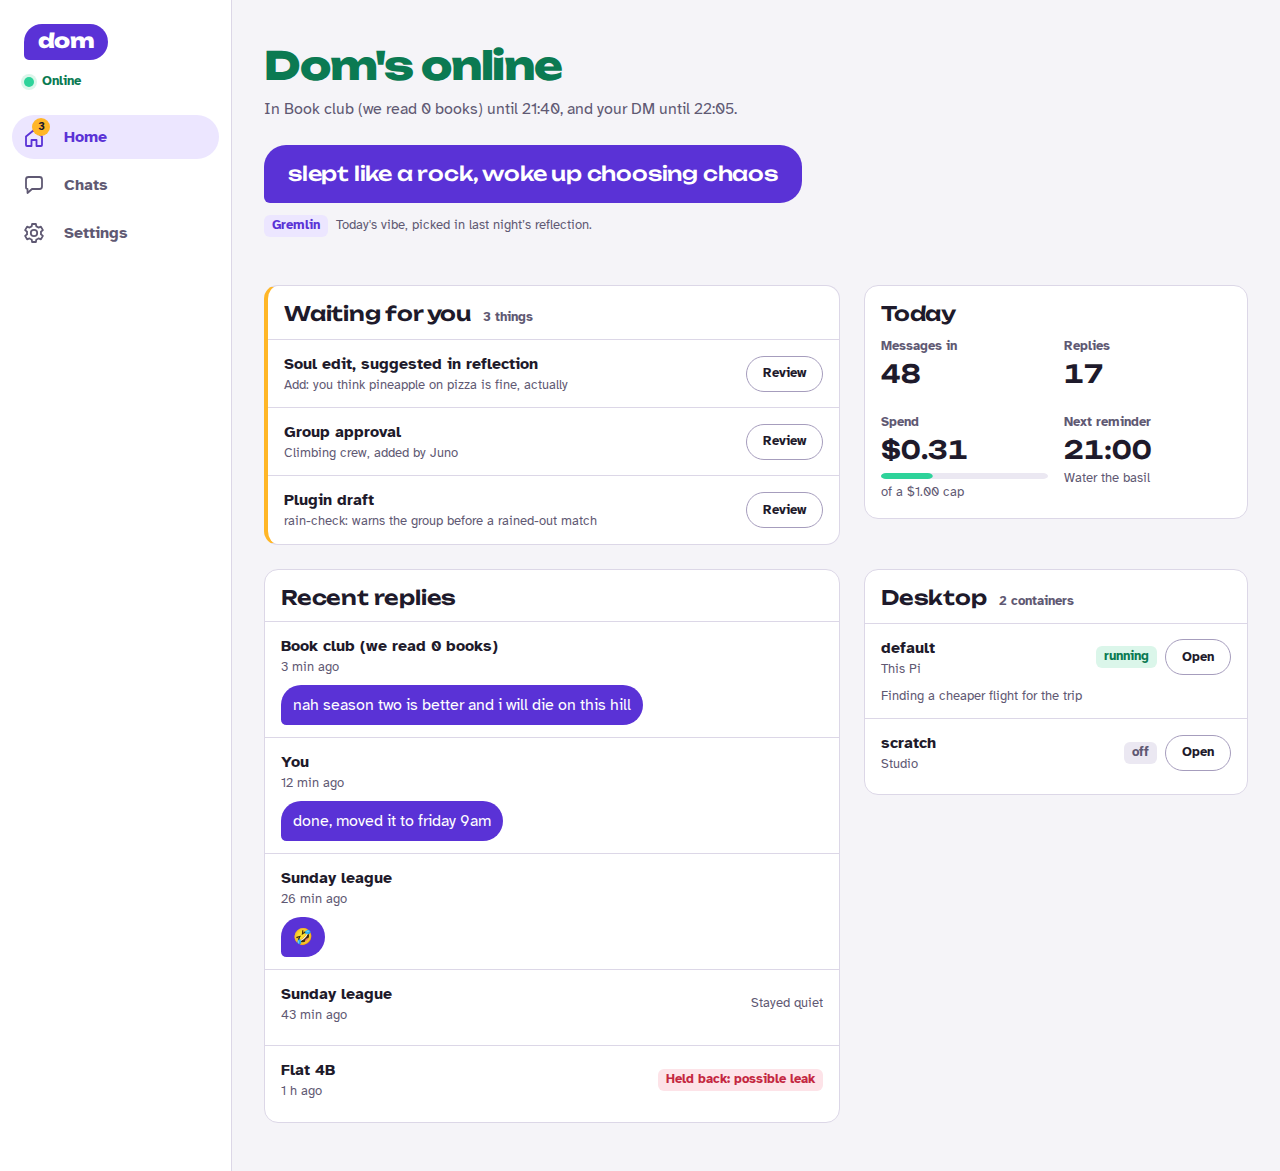 dom
Online
3
Home
Chats
Settings
Dom's online
In Book club (we read 0 books) until 21:40, and your DM until 22:05.
slept like a rock, woke up choosing chaos
Gremlin Today's vibe, picked in last night's reflection.
Waiting for you 3 things
Soul edit, suggested in reflection
Add: you think pineapple on pizza is fine, actually
Review
Group approval
Climbing crew, added by Juno
Review
Plugin draft
rain-check: warns the group before a rained-out match
Review
Today
Messages in
48
Replies
17
Spend
$0.31
of a $1.00 cap
Next reminder
21:00
Water the basil
Recent replies
Book club (we read 0 books)
3 min ago
nah season two is better and i will die on this hill
You
12 min ago
done, moved it to friday 9am
Sunday league
26 min ago
🤣
Sunday league
43 min ago
Stayed quiet
Flat 4B
1 h ago
Held back: possible leak
Desktop 2 containers
default
This Pi
running
Open
Finding a cheaper flight for the trip
scratch
Studio
off
Open